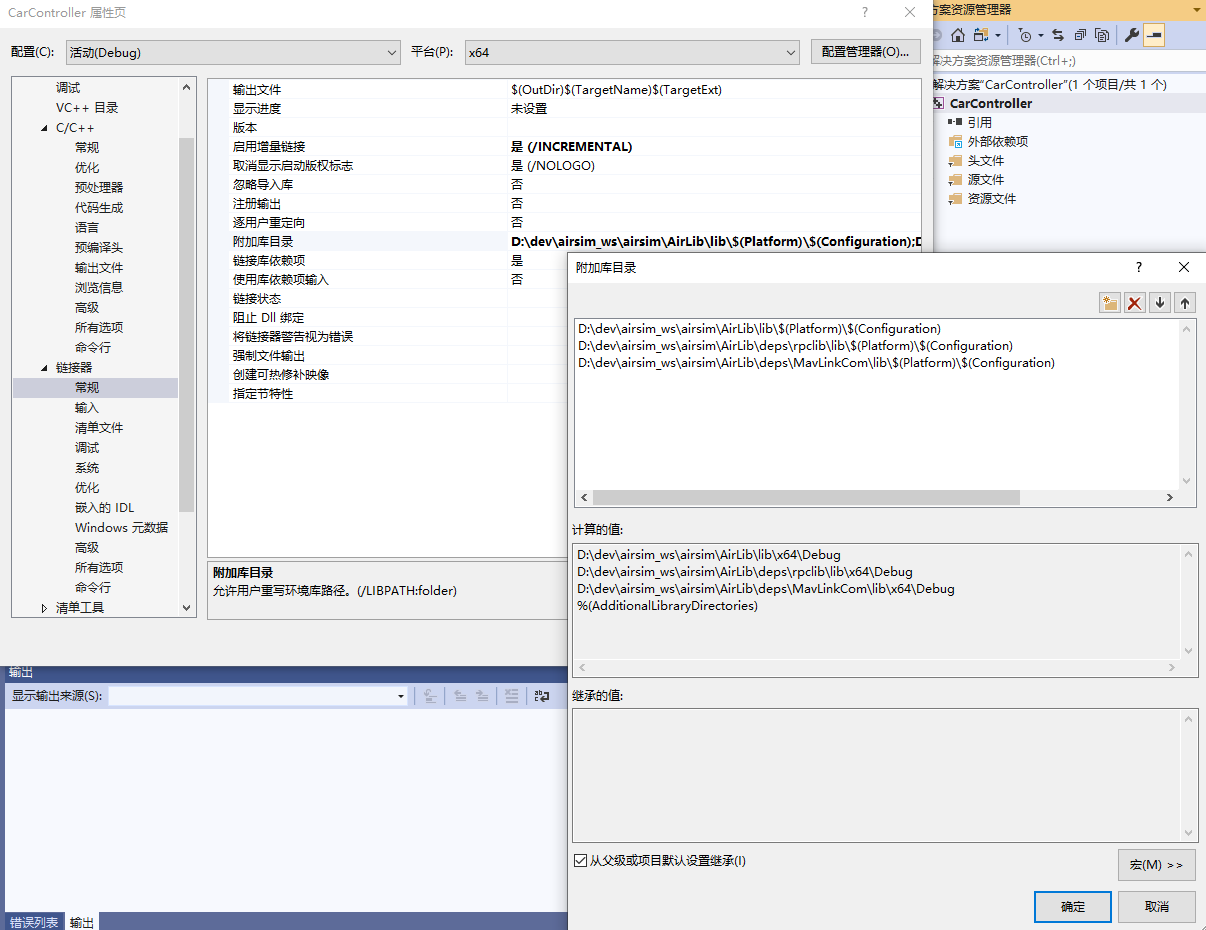 CarController 属性页
配置(C):
活动(Debug)
平台(P):
x64
配置管理器(O)...
调试
VC++ 目录
C/C++
常规
优化
预处理器
代码生成
语言
预编译头
输出文件
浏览信息
高级
所有选项
命令行
链接器
常规
输入
清单文件
调试
系统
优化
嵌入的 IDL
Windows 元数据
高级
所有选项
命令行
清单工具
输出文件 $(OutDir)$(TargetName)$(TargetExt)
显示进度 未设置
版本
启用增量链接 是 (/INCREMENTAL)
取消显示启动版权标志 是 (/NOLOGO)
忽略导入库 否
注册输出 否
逐用户重定向 否
附加库目录 D:\dev\airsim_ws\airsim\AirLib\lib\$(Platform)\$(Configuration);D
链接库依赖项 是
使用库依赖项输入 否
链接状态
阻止 Dll 绑定
将链接器警告视为错误
强制文件输出
创建可热修补映像
指定节特性
附加库目录
允许用户重写环境库路径。(/LIBPATH:folder)
方案资源管理器
解决方案资源管理器(Ctrl+;)
解决方案"CarController"(1 个项目/共 1 个)
CarController
引用
外部依赖项
头文件
源文件
资源文件
附加库目录
D:\dev\airsim_ws\airsim\AirLib\lib\$(Platform)\$(Configuration)
D:\dev\airsim_ws\airsim\AirLib\deps\rpclib\lib\$(Platform)\$(Configuration)
D:\dev\airsim_ws\airsim\AirLib\deps\MavLinkCom\lib\$(Platform)\$(Configuration)
计算的值:
D:\dev\airsim_ws\airsim\AirLib\lib\x64\Debug
D:\dev\airsim_ws\airsim\AirLib\deps\rpclib\lib\x64\Debug
D:\dev\airsim_ws\airsim\AirLib\deps\MavLinkCom\lib\x64\Debug
%(AdditionalLibraryDirectories)
继承的值:
从父级或项目默认设置继承(I)
宏(M) >>
确定
取消
输出
显示输出来源(S):
错误列表
输出